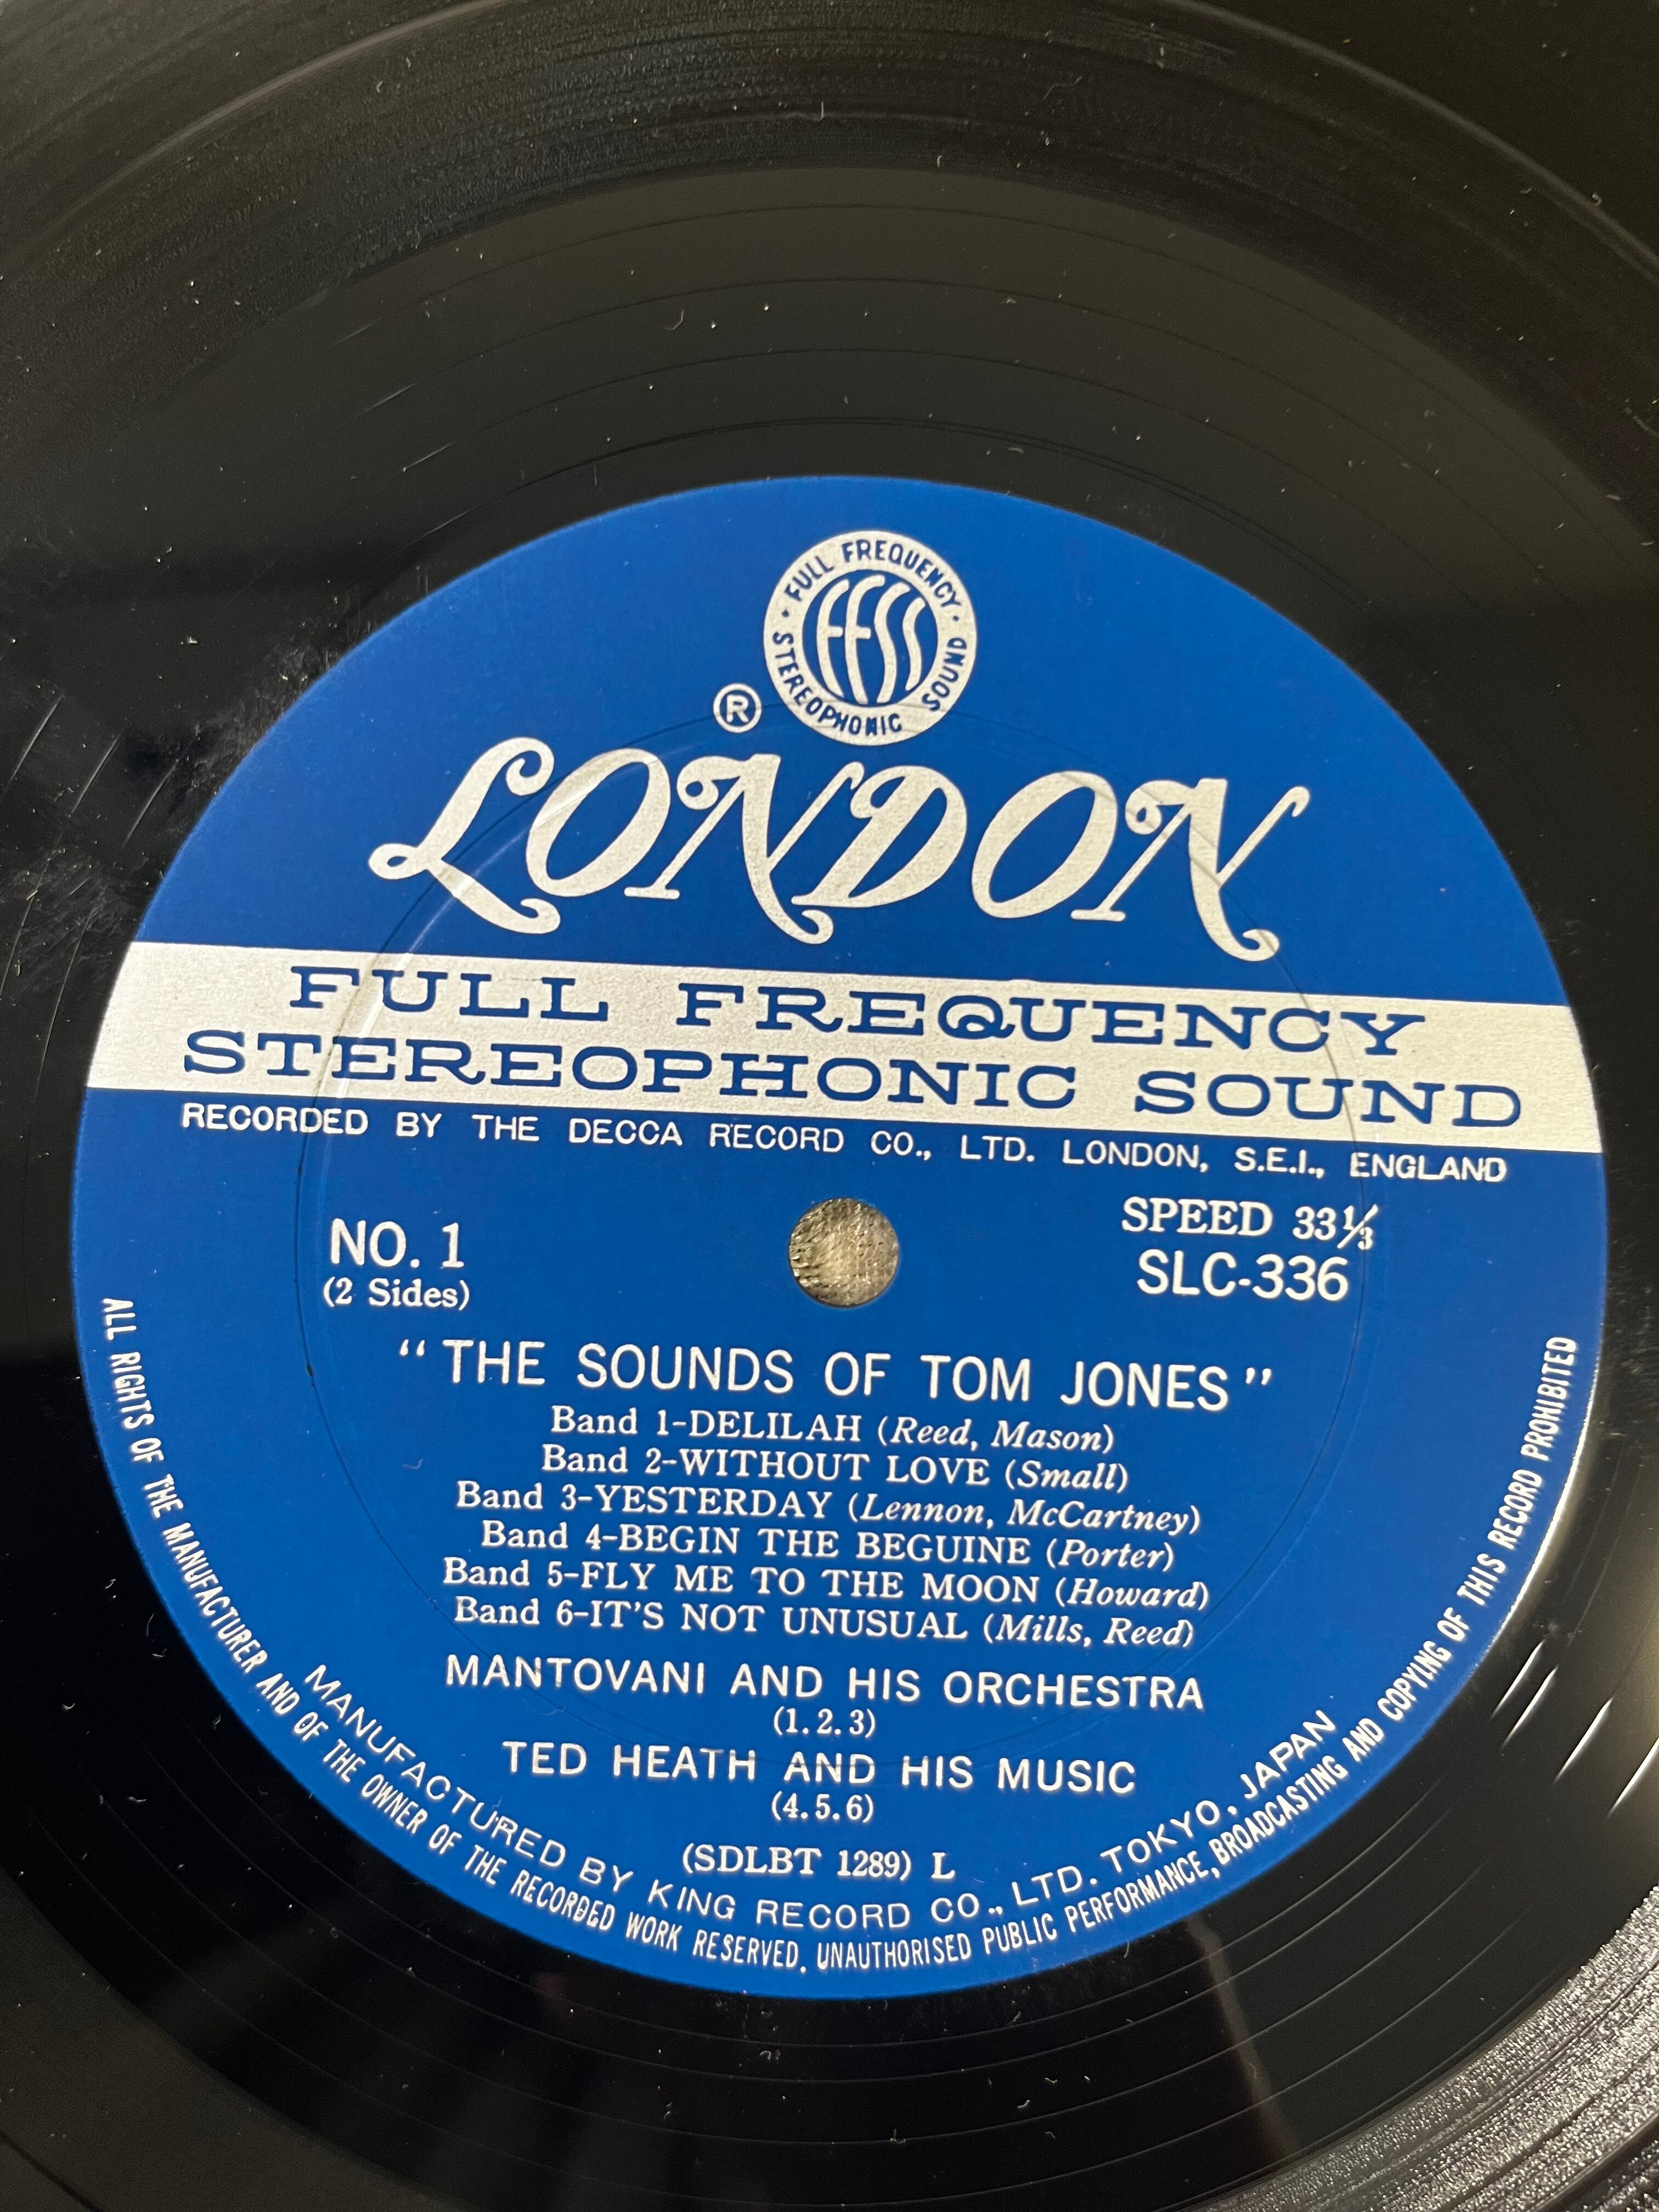 · FULL FREQUENCY · STEREOPHONIC SOUND
FFSS
®
LONDON
FULL FREQUENCY
STEREOPHONIC SOUND
RECORDED BY THE DECCA RECORD CO., LTD. LONDON, S.E.I., ENGLAND
NO. 1
(2 Sides)
SPEED 33⅓
SLC-336
“THE SOUNDS OF TOM JONES”
Band 1-DELILAH (Reed, Mason)
Band 2-WITHOUT LOVE (Small)
Band 3-YESTERDAY (Lennon, McCartney)
Band 4-BEGIN THE BEGUINE (Porter)
Band 5-FLY ME TO THE MOON (Howard)
Band 6-IT'S NOT UNUSUAL (Mills, Reed)
MANTOVANI AND HIS ORCHESTRA
(1. 2. 3)
TED HEATH AND HIS MUSIC
(4. 5. 6)
(SDLBT 1289) L
MANUFACTURED BY KING RECORD CO., LTD. TOKYO, JAPAN
ALL RIGHTS OF THE MANUFACTURER AND OF THE OWNER OF THE RECORDED WORK RESERVED. UNAUTHORISED PUBLIC PERFORMANCE, BROADCASTING AND COPYING OF THIS RECORD PROHIBITED